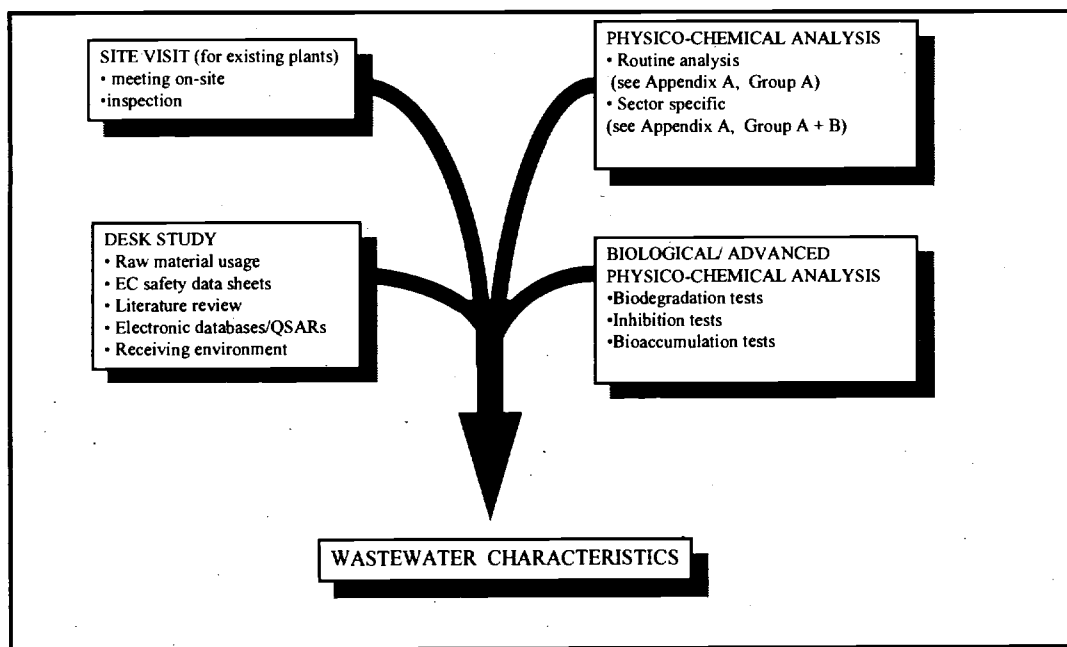 SITE VISIT (for existing plants)
• meeting on-site
•inspection
PHYSICO-CHEMICAL ANALYSIS
• Routine analysis
(see Appendix A, Group A)
• Sector specific
(see Appendix A, Group A + B)
DESK STUDY
• Raw material usage
• EC safety data sheets
• Literature review
• Electronic databases/QSARs
• Receiving environment
BIOLOGICAL/ ADVANCED
PHYSICO-CHEMICAL ANALYSIS
•Biodegradation tests
•Inhibition tests
•Bioaccumulation tests
WASTEWATER CHARACTERISTICS